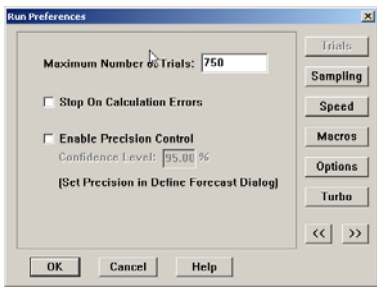 Run Preferences
Maximum Number of Trials: 750
Stop On Calculation Errors
Enable Precision Control
Confidence Level: 95.00 %
(Set Precision in Define Forecast Dialog)
Trials
Sampling
Speed
Macros
Options
Turbo
<< >>
OK Cancel Help